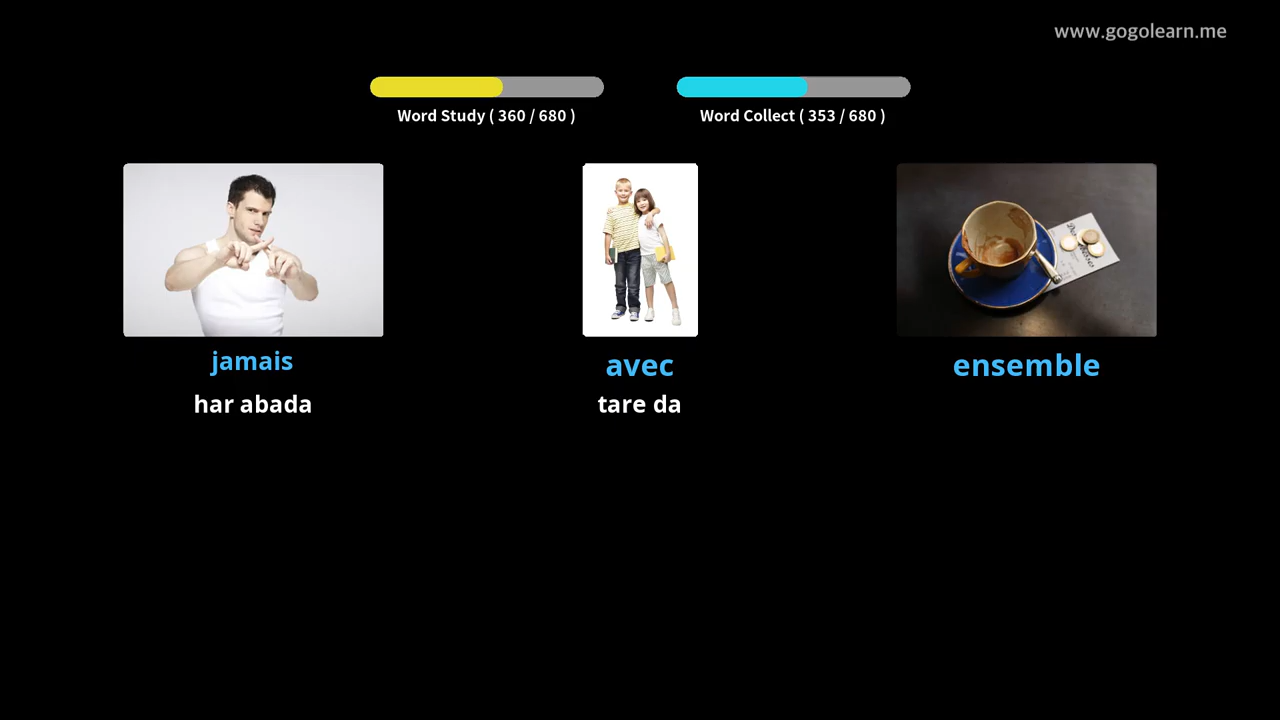 www.gogolearn.me
Word Study ( 360 / 680 )
Word Collect ( 353 / 680 )
jamais
avec
ensemble
har abada
tare da